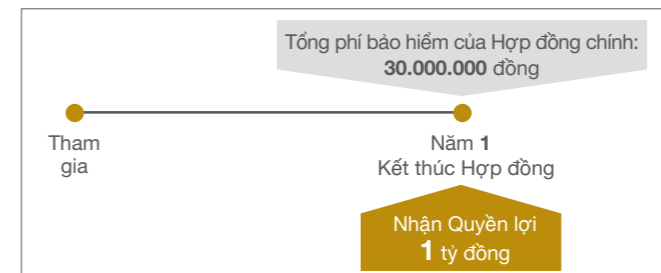 Tổng phí bảo hiểm của Hợp đồng chính:
30.000.000 đồng
Tham
gia
Năm 1
Kết thúc Hợp đồng
Nhận Quyền lợi
1 tỷ đồng